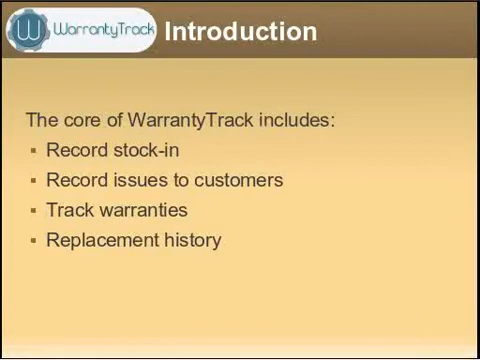 W WarrantyTrack Introduction
The core of WarrantyTrack includes:
▪ Record stock-in
▪ Record issues to customers
▪ Track warranties
▪ Replacement history